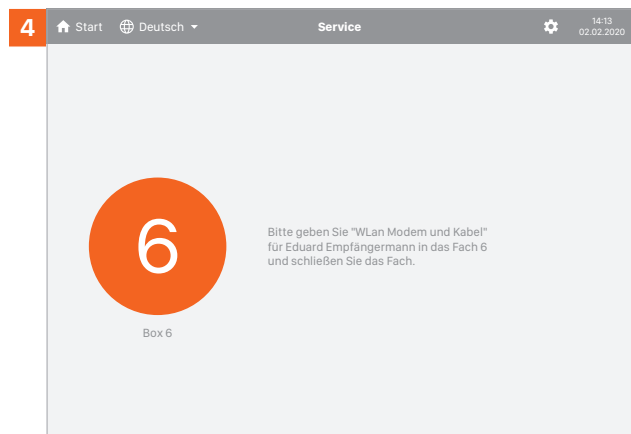 4
Start
Deutsch
Service
14:13
02.02.2020
6
Bitte geben Sie "WLan Modem und Kabel"
für Eduard Empfängermann in das Fach 6
und schließen Sie das Fach.
Box 6